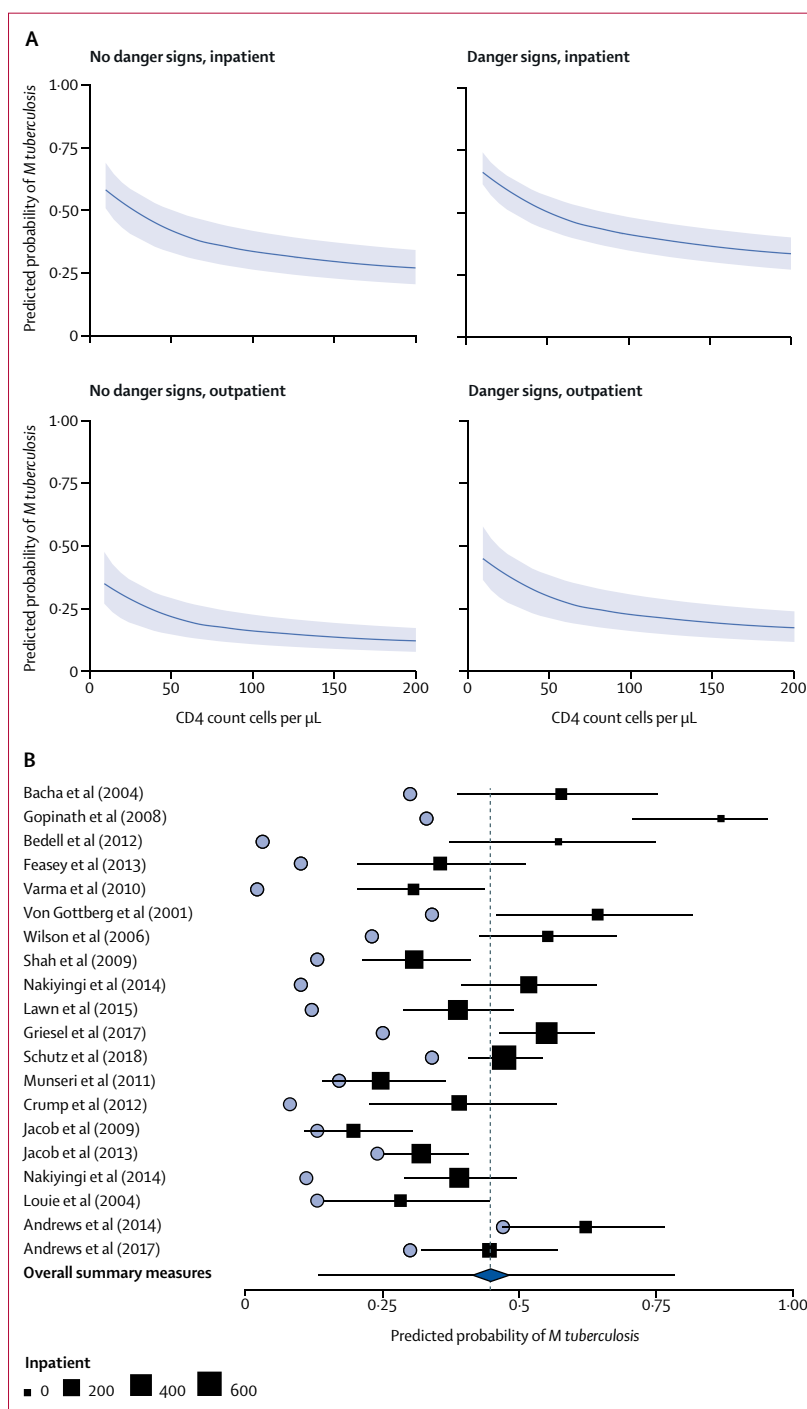 A
No danger signs, inpatient
Danger signs, inpatient
1·00
0·75
0·50
0·25
0
Predicted probability of M tuberculosis
No danger signs, outpatient
Danger signs, outpatient
1·00
0·75
0·50
0·25
0
Predicted probability of M tuberculosis
0 50 100 150 200
0 50 100 150 200
CD4 count cells per µL
CD4 count cells per µL
B
Bacha et al (2004)
Gopinath et al (2008)
Bedell et al (2012)
Feasey et al (2013)
Varma et al (2010)
Von Gottberg et al (2001)
Wilson et al (2006)
Shah et al (2009)
Nakiyingi et al (2014)
Lawn et al (2015)
Griesel et al (2017)
Schutz et al (2018)
Munseri et al (2011)
Crump et al (2012)
Jacob et al (2009)
Jacob et al (2013)
Nakiyingi et al (2014)
Louie et al (2004)
Andrews et al (2014)
Andrews et al (2017)
Overall summary measures
0 0·25 0·5 0·75 1·00
Predicted probability of M tuberculosis
Inpatient
0 200 400 600